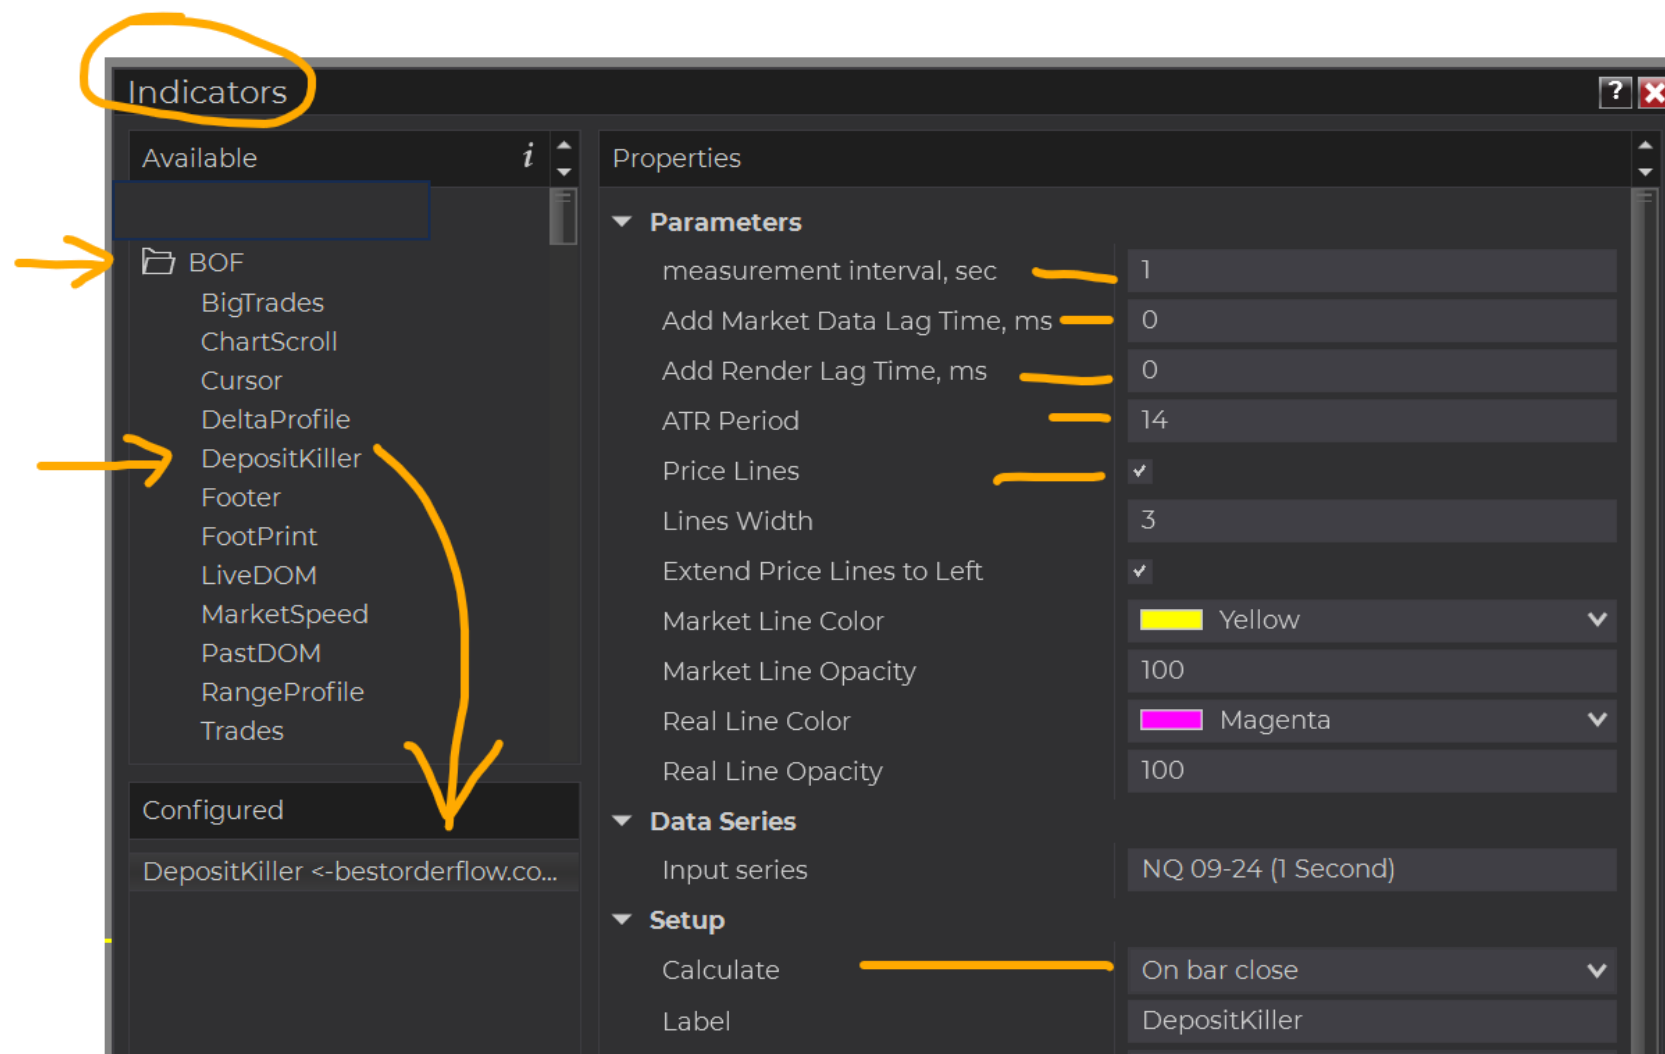 Indicators
?
Available
i
BOF
BigTrades
ChartScroll
Cursor
DeltaProfile
DepositKiller
Footer
FootPrint
LiveDOM
MarketSpeed
PastDOM
RangeProfile
Trades
Configured
DepositKiller <-bestorderflow.co...
Properties
Parameters
measurement interval, sec 1
Add Market Data Lag Time, ms 0
Add Render Lag Time, ms 0
ATR Period 14
Price Lines
Lines Width 3
Extend Price Lines to Left
Market Line Color Yellow
Market Line Opacity 100
Real Line Color Magenta
Real Line Opacity 100
Data Series
Input series NQ 09-24 (1 Second)
Setup
Calculate On bar close
Label DepositKiller